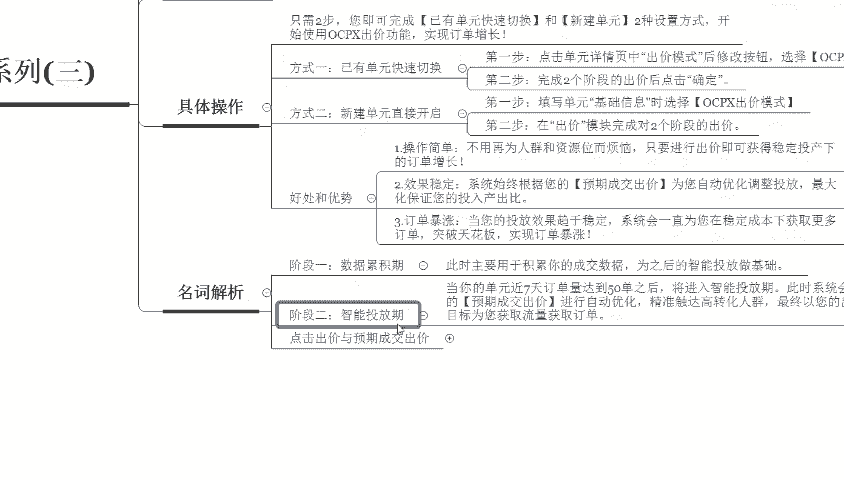 只需2步，您即可完成【已有单元快速切换】和【新建单元】2种设置方式，开
始使用OCPX出价功能，实现订单增长！
系列(三)
具体操作
方式一：已有单元快速切换
第一步：点击单元详情页中“出价模式”后修改按钮，选择【OCP
第二步：完成2个阶段的出价后点击“确定”。
方式二：新建单元直接开启
第一步：填写单元“基础信息”时选择【OCPX出价模式】
第二步：在“出价”模块完成对2个阶段的出价。
好处和优势
1.操作简单：不用再为人群和资源位而烦恼，只要进行出价即可获得稳定投产下
的订单增长！
2.效果稳定：系统始终根据您的【预期成交出价】为您自动优化调整投放，最大
化保证您的投入产出比。
3.订单暴涨：当您的投放效果趋于稳定，系统会一直为您在稳定成本下获取更多
订单，突破天花板，实现订单暴涨！
名词解析
阶段一：数据累积期
此时主要用于积累你的成交数据，为之后的智能投放做基础。
阶段二：智能投放期
当你的单元近7天订单量达到50单之后，将进入智能投放期。此时系统会
的【预期成交出价】进行自动优化，精准触达高转化人群，最终以您的出
目标为您获取流量获取订单。
点击出价与预期成交出价